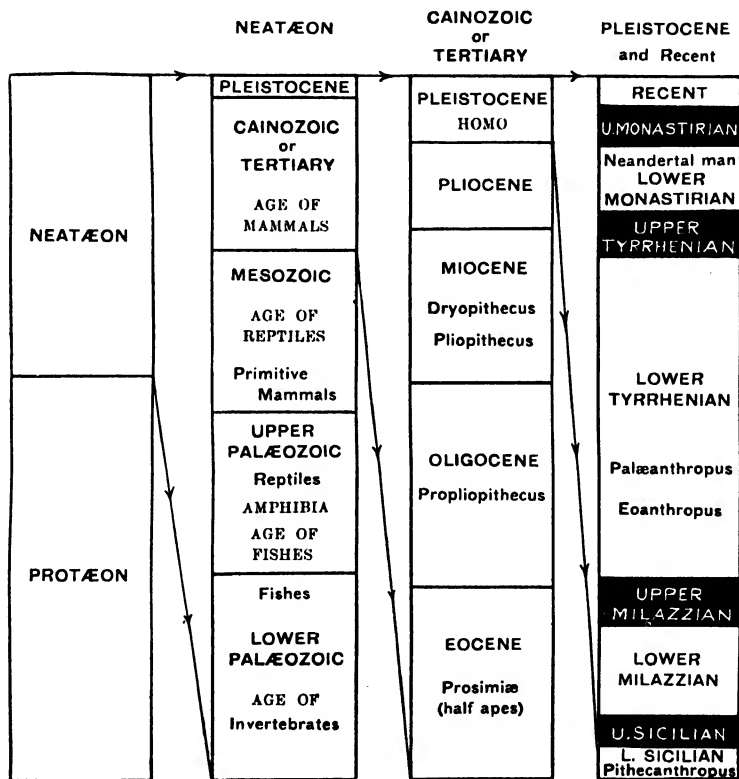 NEATÆON
CAINOZOIC
or
TERTIARY
PLEISTOCENE
and Recent
NEATÆON
PROTÆON
PLEISTOCENE
CAINOZOIC
or
TERTIARY
AGE OF
MAMMALS
MESOZOIC
AGE OF
REPTILES
Primitive
Mammals
UPPER
PALÆOZOIC
Reptiles
AMPHIBIA
AGE OF
FISHES
Fishes
LOWER
PALÆOZOIC
AGE OF
Invertebrates
PLEISTOCENE
HOMO
PLIOCENE
MIOCENE
Dryopithecus
Pliopithecus
OLIGOCENE
Propliopithecus
EOCENE
Prosimiæ
(half apes)
RECENT
U. MONASTIRIAN
Neandertal man
LOWER
MONASTIRIAN
UPPER
TYRRHENIAN
LOWER
TYRRHENIAN
Palæanthropus
Eoanthropus
UPPER
MILAZZIAN
LOWER
MILAZZIAN
U. SICILIAN
L. SICILIAN
Pithecanthropus